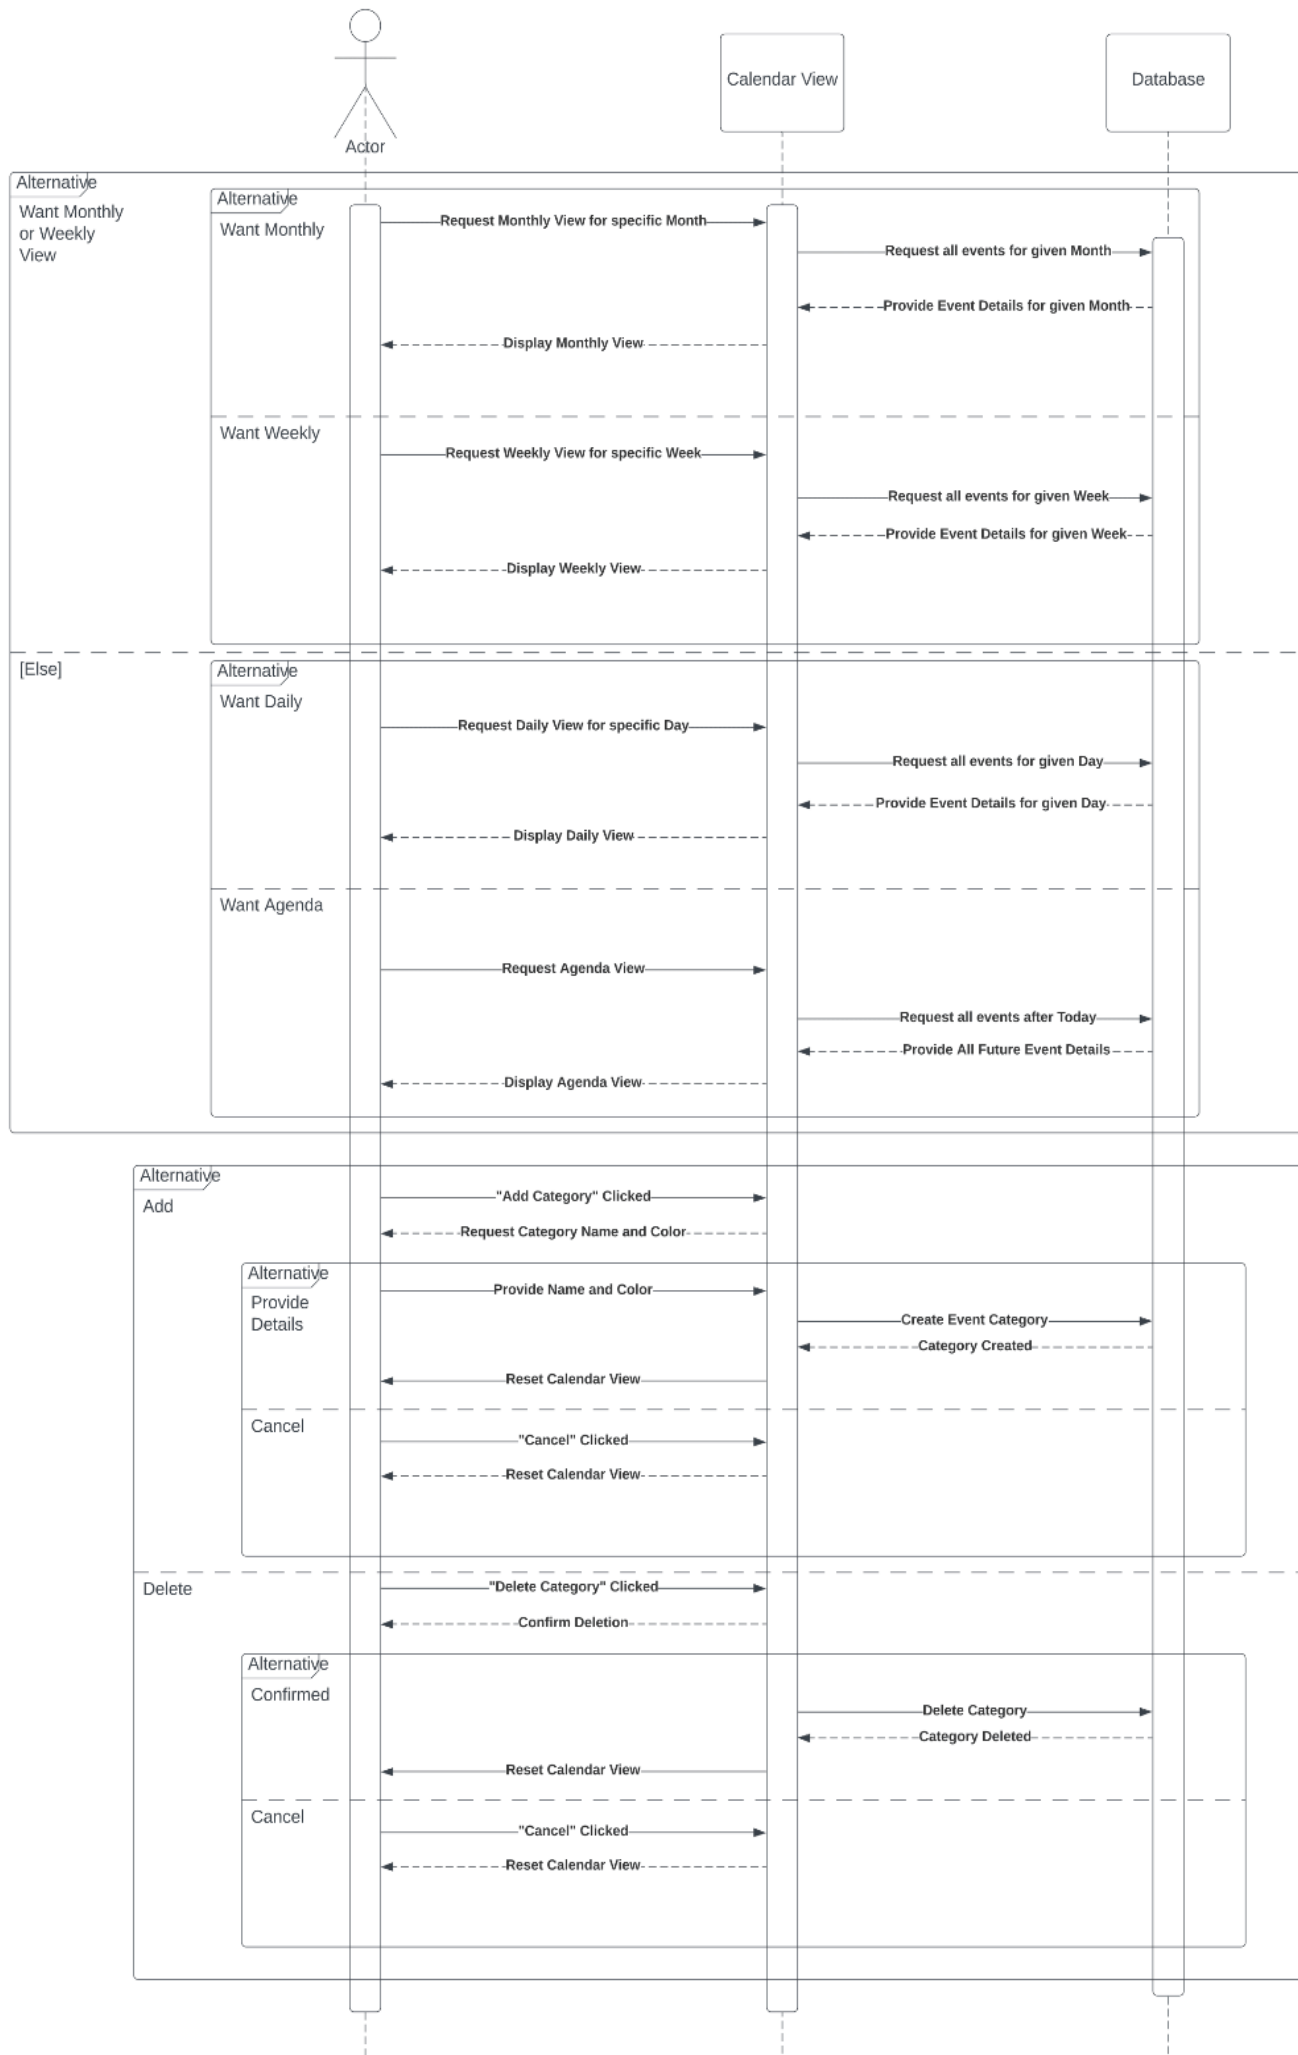 Calendar View
Database
Actor
Alternative
Want Monthly
or Weekly
View
Alternative
Want Monthly
Request Monthly View for specific Month
Request all events for given Month
Provide Event Details for given Month
Display Monthly View
Want Weekly
Request Weekly View for specific Week
Request all events for given Week
Provide Event Details for given Week
Display Weekly View
[Else]
Alternative
Want Daily
Request Daily View for specific Day
Request all events for given Day
Provide Event Details for given Day
Display Daily View
Want Agenda
Request Agenda View
Request all events after Today
Provide All Future Event Details
Display Agenda View
Alternative
Add
"Add Category" Clicked
Request Category Name and Color
Alternative
Provide
Details
Provide Name and Color
Create Event Category
Category Created
Reset Calendar View
Cancel
"Cancel" Clicked
Reset Calendar View
Delete
"Delete Category" Clicked
Confirm Deletion
Alternative
Confirmed
Delete Category
Category Deleted
Reset Calendar View
Cancel
"Cancel" Clicked
Reset Calendar View